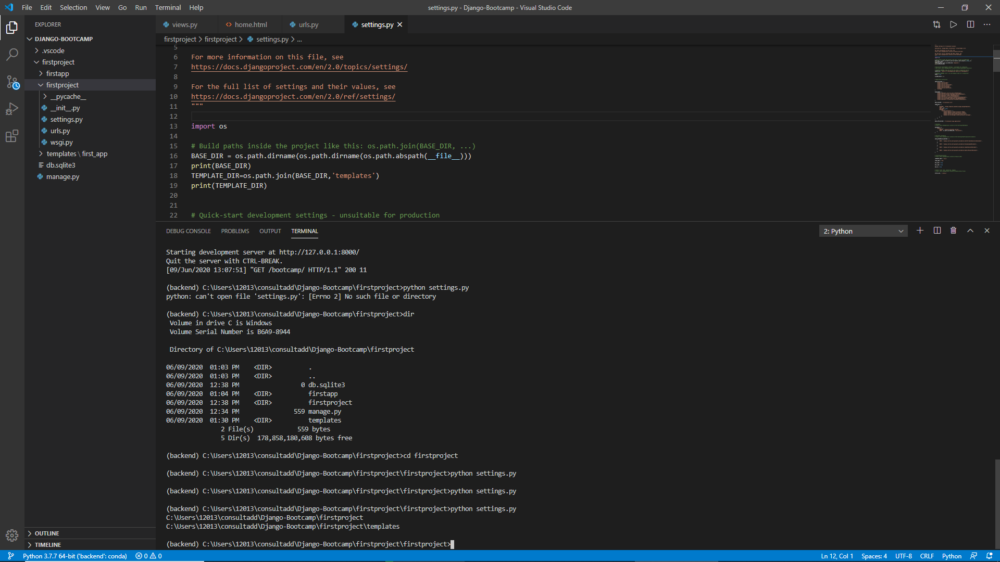 File Edit Selection View Go Run Terminal Help
settings.py - Django-Bootcamp - Visual Studio Code
EXPLORER
DJANGO-BOOTCAMP
.vscode
firstproject
firstapp
firstproject
__pycache__
__init__.py
settings.py
urls.py
wsgi.py
templates \ first_app
db.sqlite3
manage.py
OUTLINE
TIMELINE
views.py
home.html
urls.py
settings.py
firstproject > firstproject > settings.py > ...
5
6 For more information on this file, see
7 https://docs.djangoproject.com/en/2.0/topics/settings/
8
9 For the full list of settings and their values, see
10 https://docs.djangoproject.com/en/2.0/ref/settings/
11 """
12
13 import os
14
15 # Build paths inside the project like this: os.path.join(BASE_DIR, ...)
16 BASE_DIR = os.path.dirname(os.path.dirname(os.path.abspath(__file__)))
17 print(BASE_DIR)
18 TEMPLATE_DIR=os.path.join(BASE_DIR,'templates')
19 print(TEMPLATE_DIR)
20
21
22 # Quick-start development settings - unsuitable for production
DEBUG CONSOLE PROBLEMS OUTPUT TERMINAL
2: Python
Starting development server at http://127.0.0.1:8000/
Quit the server with CTRL-BREAK.
[09/Jun/2020 13:07:51] "GET /bootcamp/ HTTP/1.1" 200 11
(backend) C:\Users\12013\consultadd\Django-Bootcamp\firstproject>python settings.py
python: can't open file 'settings.py': [Errno 2] No such file or directory
(backend) C:\Users\12013\consultadd\Django-Bootcamp\firstproject>dir
Volume in drive C is Windows
Volume Serial Number is B6A9-8944
Directory of C:\Users\12013\consultadd\Django-Bootcamp\firstproject
06/09/2020 01:03 PM <DIR> .
06/09/2020 01:03 PM <DIR> ..
06/09/2020 12:38 PM 0 db.sqlite3
06/09/2020 01:04 PM <DIR> firstapp
06/09/2020 12:38 PM <DIR> firstproject
06/09/2020 12:34 PM 559 manage.py
06/09/2020 01:30 PM <DIR> templates
2 File(s) 559 bytes
5 Dir(s) 178,858,180,608 bytes free
(backend) C:\Users\12013\consultadd\Django-Bootcamp\firstproject>cd firstproject
(backend) C:\Users\12013\consultadd\Django-Bootcamp\firstproject\firstproject>python settings.py
(backend) C:\Users\12013\consultadd\Django-Bootcamp\firstproject\firstproject>python settings.py
(backend) C:\Users\12013\consultadd\Django-Bootcamp\firstproject\firstproject>python settings.py
C:\Users\12013\consultadd\Django-Bootcamp\firstproject
C:\Users\12013\consultadd\Django-Bootcamp\firstproject\templates
(backend) C:\Users\12013\consultadd\Django-Bootcamp\firstproject\firstproject>
Python 3.7.7 64-bit ('backend': conda) 0 0
Ln 12, Col 1 Spaces: 4 UTF-8 CRLF Python